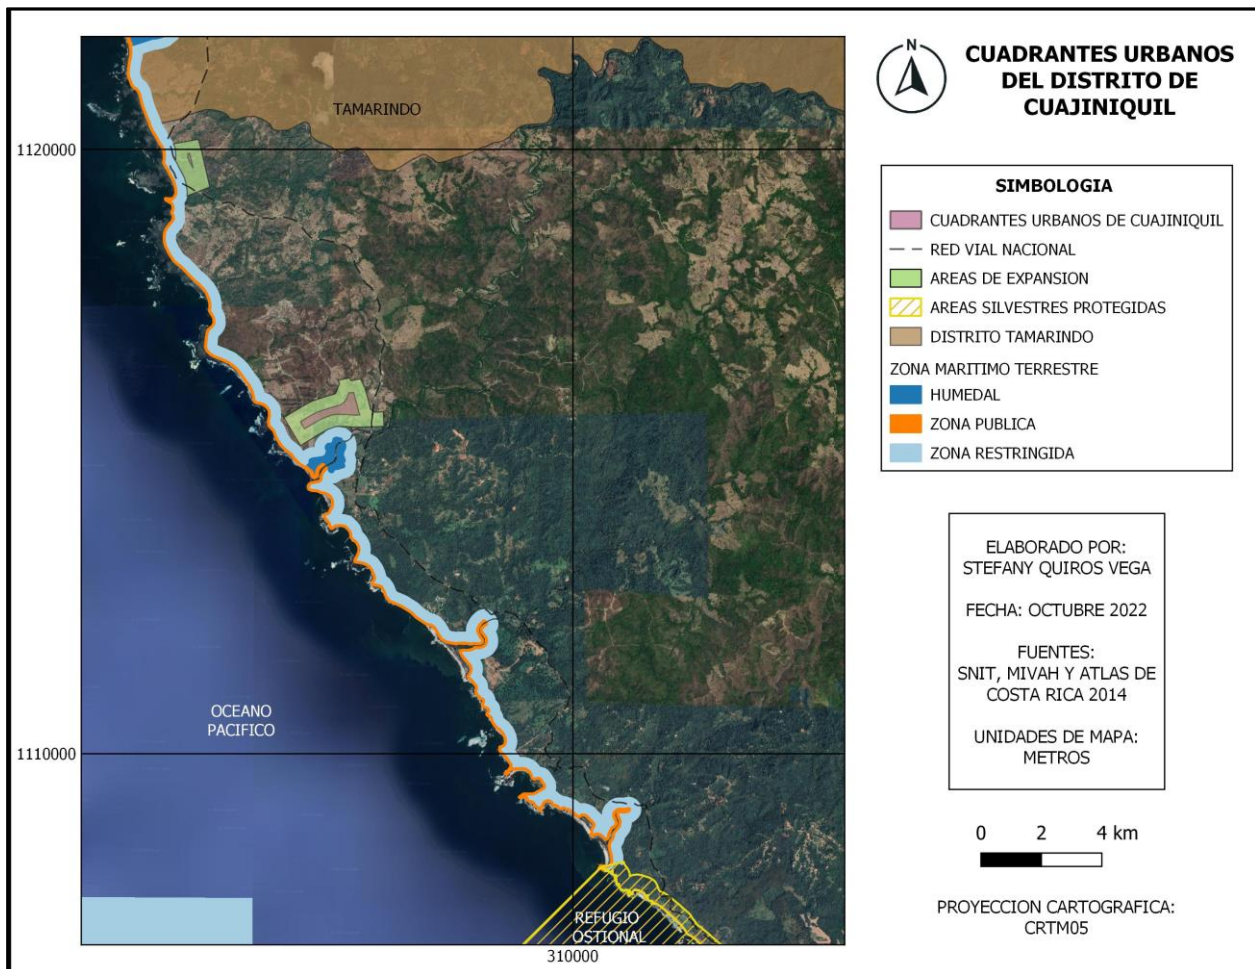 N
CUADRANTES URBANOS
DEL DISTRITO DE
CUAJINIQUIL
TAMARINDO
1120000
SIMBOLOGIA
CUADRANTES URBANOS DE CUAJINIQUIL
RED VIAL NACIONAL
AREAS DE EXPANSION
AREAS SILVESTRES PROTEGIDAS
DISTRITO TAMARINDO
ZONA MARITIMO TERRESTRE
HUMEDAL
ZONA PUBLICA
ZONA RESTRINGIDA
ELABORADO POR:
STEFANY QUIROS VEGA
FECHA: OCTUBRE 2022
FUENTES:
SNIT, MIVAH Y ATLAS DE
COSTA RICA 2014
UNIDADES DE MAPA:
METROS
OCEANO
PACIFICO
1110000
0 2 4 km
PROYECCION CARTOGRAFICA:
CRTM05
REFUGIO
OSTIONAL
310000